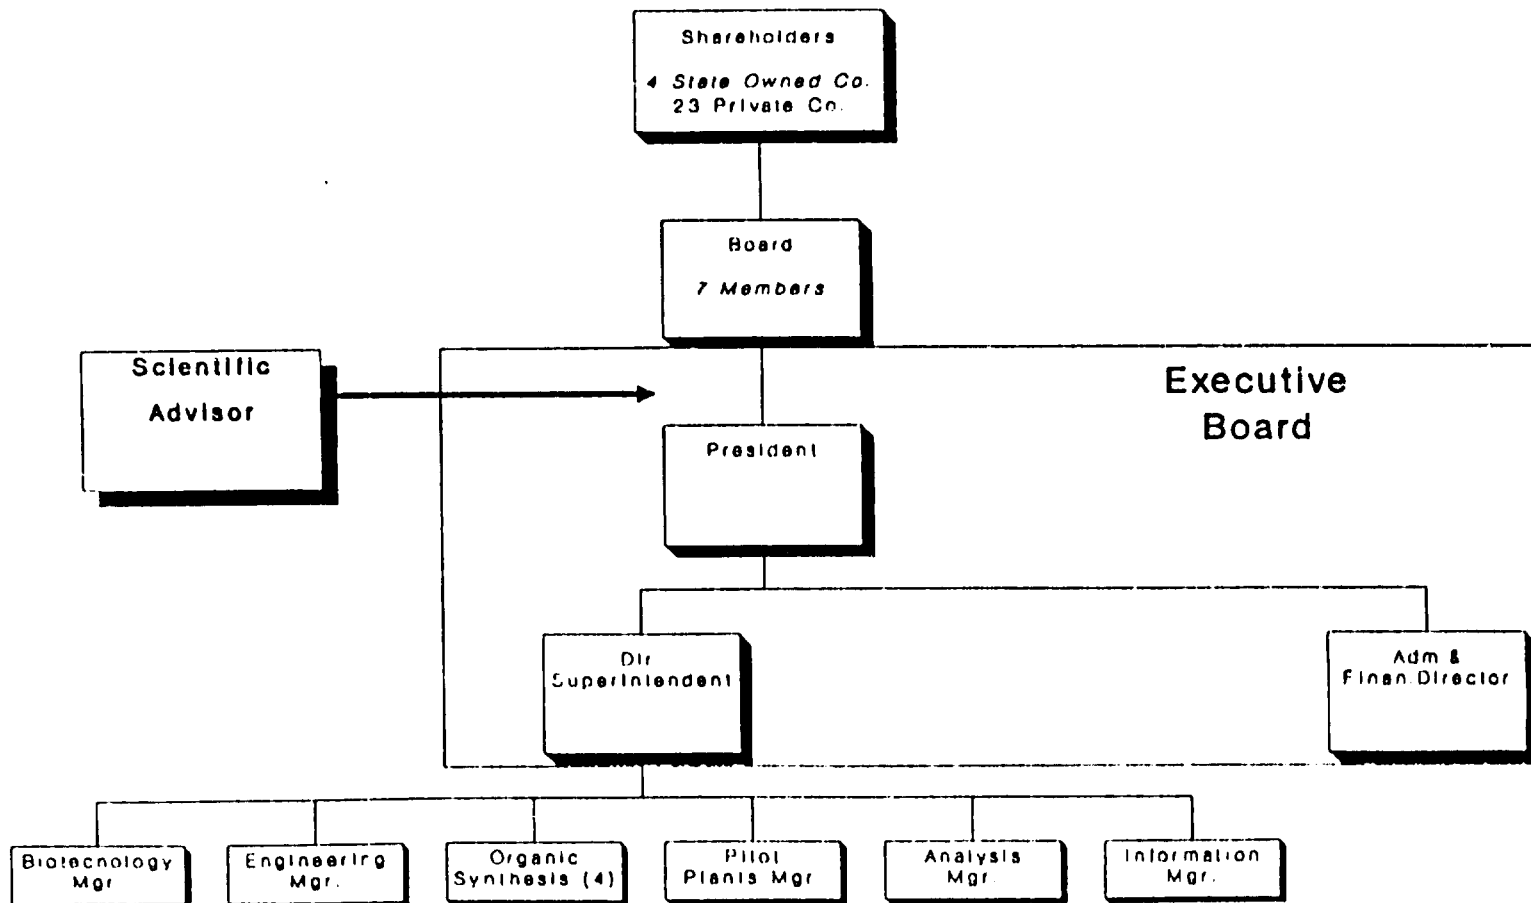 Shareholders
4 State Owned Co.
23 Private Co.
Board
7 Members
Scientific
Advisor
Executive
Board
President
Dir
Superintendent
Adm &
Finan.Director
Biotecnology
Mgr
Engineering
Mgr.
Organic
Synthesis (4)
Pilot
Plants Mgr
Analysis
Mgr.
Information
Mgr.